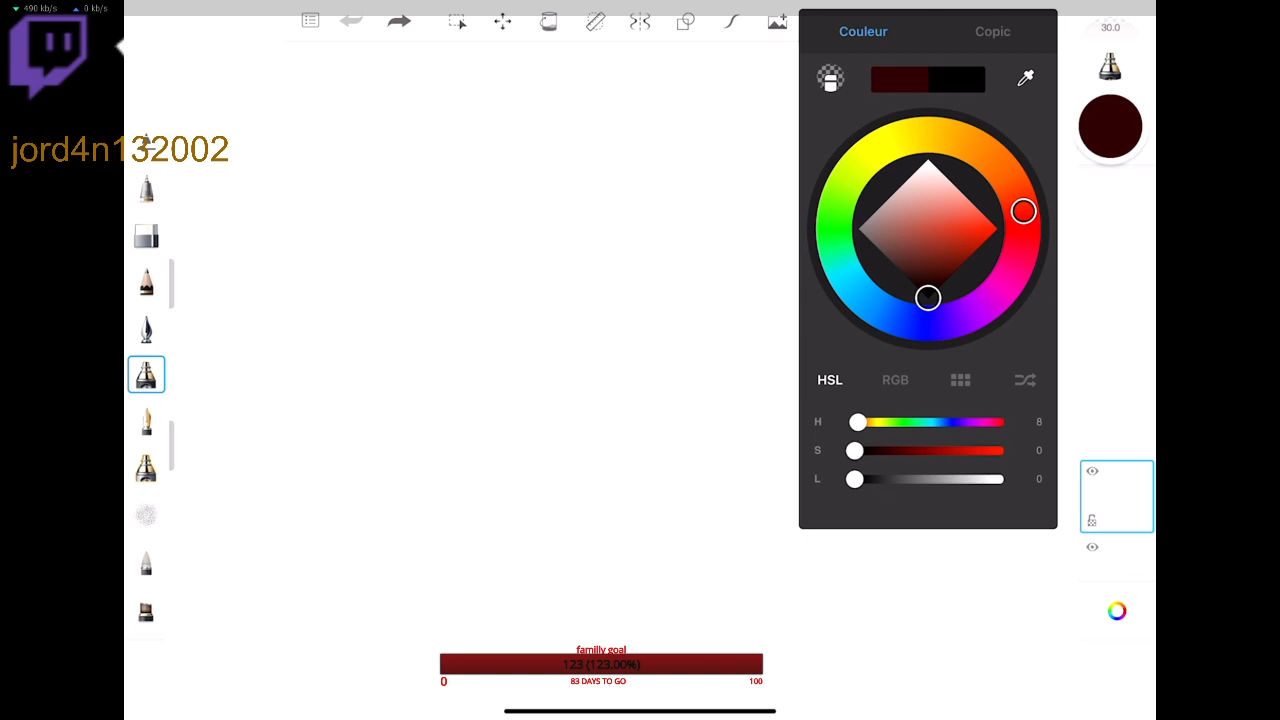 490 kb/s 0 kb/s
jord4n132002
Couleur Copic
30.0
HSL RGB
H 8
S 0
L 0
familly goal
123 (123.00%)
0 83 DAYS TO GO 100